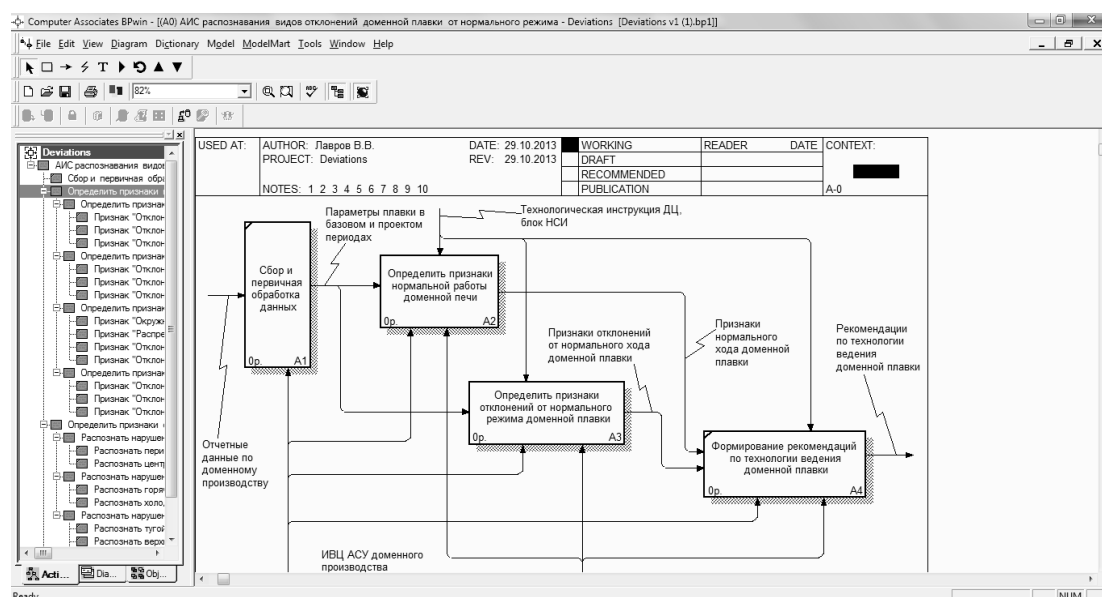 Computer Associates BPwin - [(A0) АИС распознавания видов отклонений доменной плавки от нормального режима - Deviations [Deviations v1 (1).bp1]]
File Edit View Diagram Dictionary Model ModelMart Tools Window Help
82%
Deviations
АИС распознавания видов
Сбор и первичная обра
Определить признаки
Определить признак
Признак "Отклон
Признак "Отклон
Признак "Отклон
Определить признак
Признак "Отклон
Признак "Отклон
Признак "Отклон
Определить признак
Признак "Окруж
Признак "Распре
Признак "Отклон
Признак "Отклон
Определить признак
Признак "Отклон
Признак "Отклон
Признак "Отклон
Определить признаки
Распознать нарушен
Распознать пери
Распознать центр
Распознать нарушен
Распознать горя
Распознать холо,
Распознать нарушен
Распознать тугой
Распознать верхн
Acti...
Dia...
Obj...
USED AT:
AUTHOR: Лавров В.В.
DATE: 29.10.2013
PROJECT: Deviations
REV: 29.10.2013
NOTES: 1 2 3 4 5 6 7 8 9 10
WORKING
DRAFT
RECOMMENDED
PUBLICATION
READER
DATE
CONTEXT:
A-0
Параметры плавки в
базовом и проектом
периодах
Технологическая инструкция ДЦ,
блок НСИ
Сбор и
первичная
обработка
данных
0р. A1
Определить признаки
нормальной работы
доменной печи
0р. A2
Признаки отклонений
от нормального хода
доменной плавки
Признаки
нормального
хода доменной
плавки
Рекомендации
по технологии
ведения
доменной плавки
Определить признаки
отклонений от нормального
режима доменной плавки
0р. A3
Формирование рекомендаций
по технологии ведения
доменной плавки
0р. A4
Отчетные
данные по
доменному
производству
ИВЦ АСУ доменного
производства
Ready
NUM